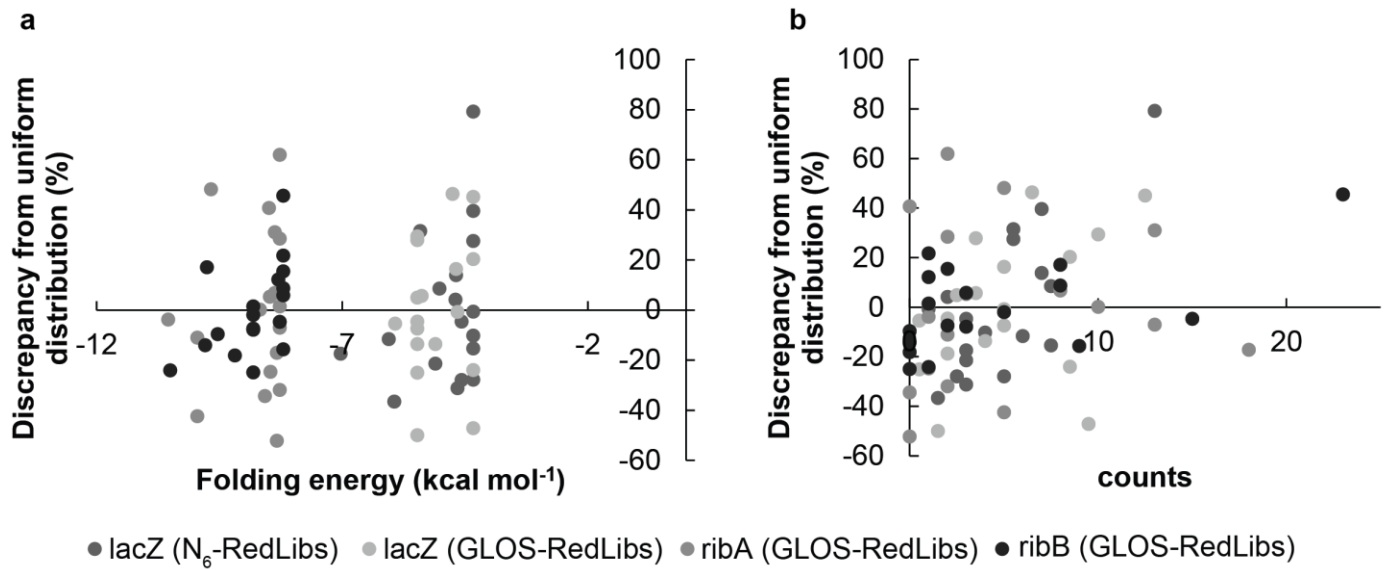 a
Discrepancy from uniform
distribution (%)
100
80
60
40
20
0
-20
-40
-60
-12
-7
-2
Folding energy (kcal mol-1)
b
Discrepancy from uniform
distribution (%)
100
80
60
40
20
0
-20
-40
-60
10
20
counts
lacZ (N6-RedLibs) lacZ (GLOS-RedLibs) ribA (GLOS-RedLibs) ribB (GLOS-RedLibs)